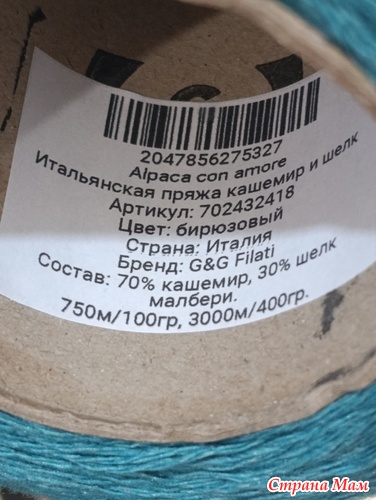 2047856275327
Alpaca con amore
Итальянская пряжа кашемир и шелк
Артикул: 702432418
Цвет: бирюзовый
Страна: Италия
Бренд: G&G Filati
Состав: 70% кашемир, 30% шелк
малбери.
750м/100гр, 3000м/400гр.
Страна Мам